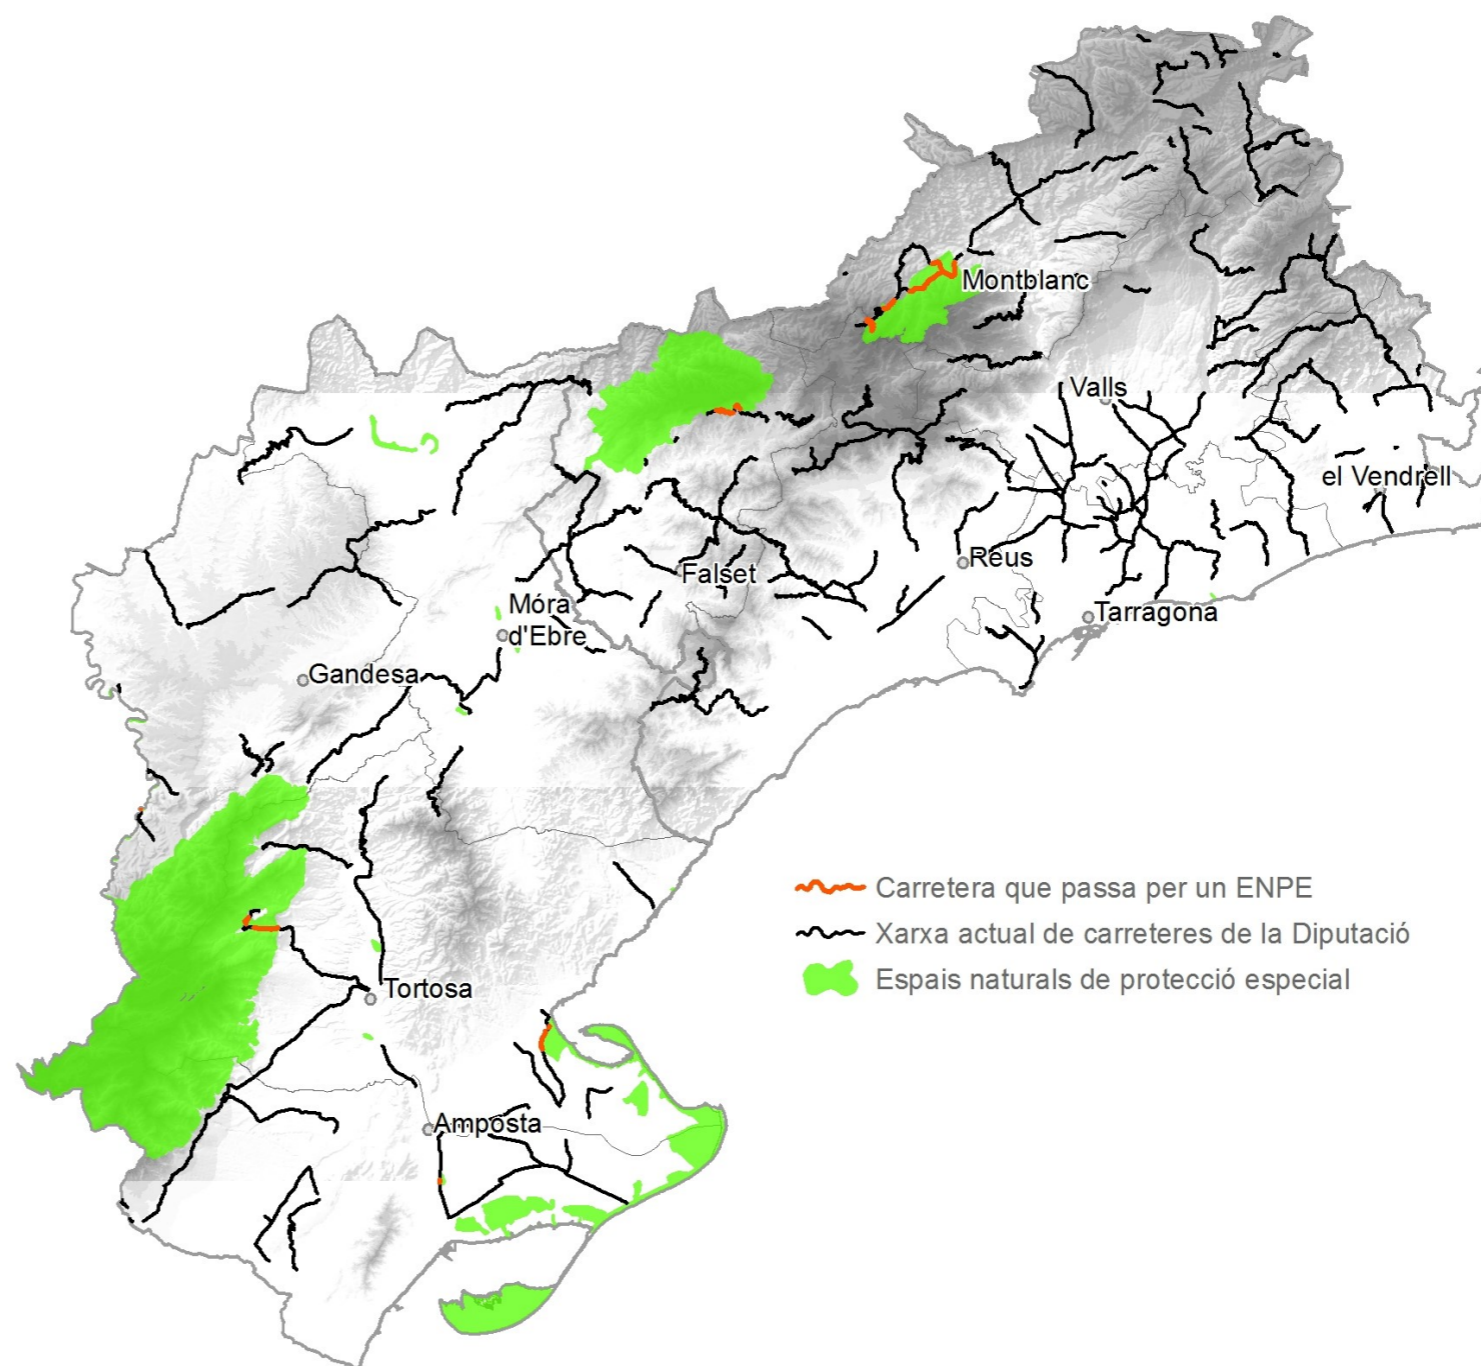 Montblanc
Valls
el Vendrell
Reus
Falset
Móra
d'Ebre
Tarragona
Gandesa
Carretera que passa per un ENPE
Xarxa actual de carreteres de la Diputació
Espais naturals de protecció especial
Tortosa
Amposta